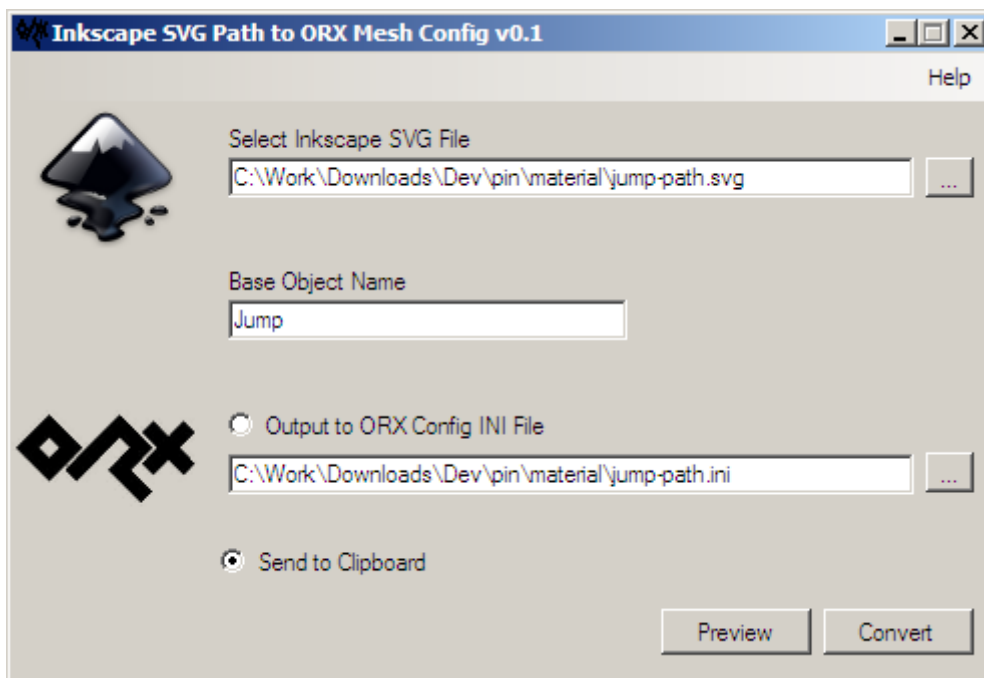 Inkscape SVG Path to ORX Mesh Config v0.1
Help
Select Inkscape SVG File
C:\Work\Downloads\Dev\pin\material\jump-path.svg
...
Base Object Name
Jump
orx
Output to ORX Config INI File
C:\Work\Downloads\Dev\pin\material\jump-path.ini
...
Send to Clipboard
Preview
Convert